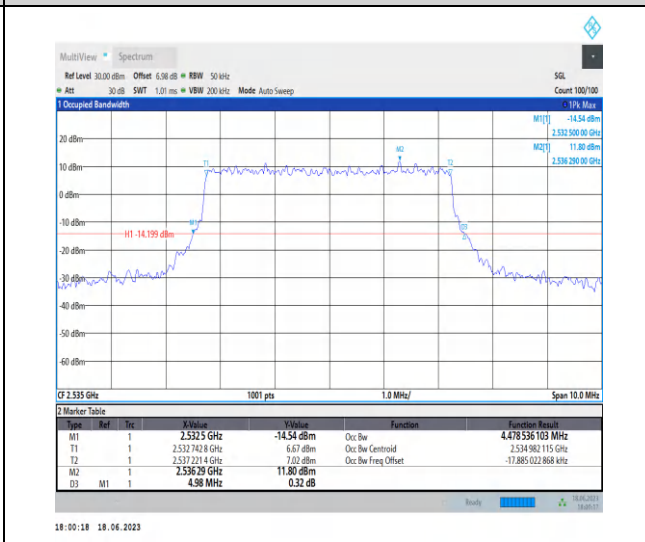 MultiView Spectrum
Ref Level 30.00 dBm Offset 6.98 dB RBW 50 kHz SGL
Att 30 dB SWT 1.01 ms VBW 200 kHz Mode Auto Sweep Count 100/100
1 Occupied Bandwidth 1Pk Max
M1[1] -14.54 dBm
2.532 500 00 GHz
20 dBm
M2[1] 11.80 dBm
2.536 290 00 GHz
M2
T1 T2
10 dBm
0 dBm
-10 dBm
M1 D3
H1 -14.199 dBm
-20 dBm
-30 dBm
-40 dBm
-50 dBm
-60 dBm
CF 2.535 GHz 1001 pts 1.0 MHz/ Span 10.0 MHz
2 Marker Table
Type Ref Trc X-Value Y-Value Function Function Result
M1 1 2.5325 GHz -14.54 dBm Occ Bw 4.478 536 103 MHz
T1 1 2.532 742 8 GHz 6.67 dBm Occ Bw Centroid 2.534 982 115 GHz
T2 1 2.537 221 4 GHz 7.02 dBm Occ Bw Freq Offset -17.885 022 868 kHz
M2 1 2.536 29 GHz 11.80 dBm
D3 M1 1 4.98 MHz 0.32 dB
Ready 18.06.2023
18:00:17
18:00:18 18.06.2023